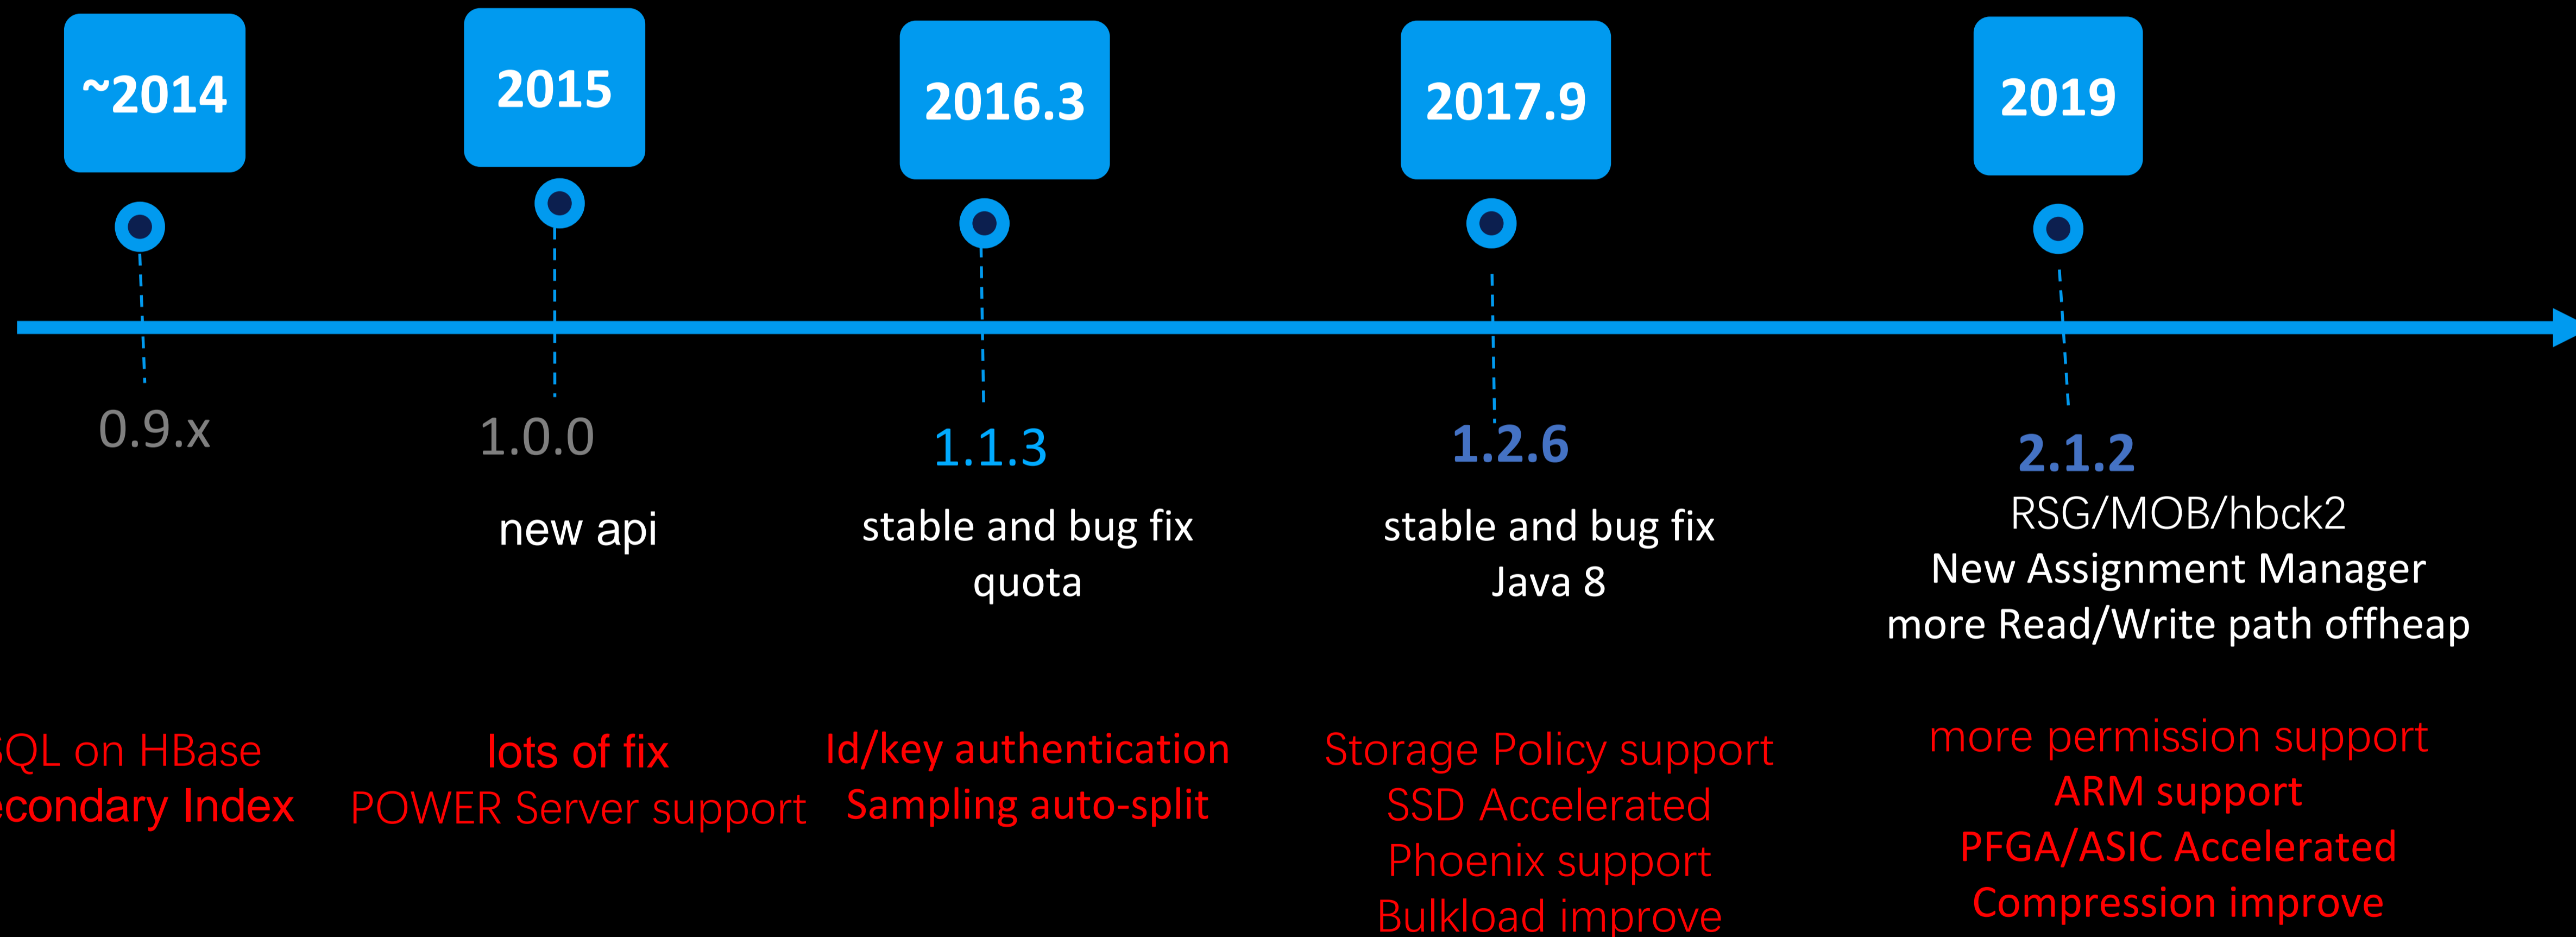 ~2014
2015
2016.3
2017.9
2019
0.9.x
1.0.0
1.1.3
1.2.6
2.1.2
new api
stable and bug fix
quota
stable and bug fix
Java 8
RSG/MOB/hbck2
New Assignment Manager
more Read/Write path offheap
SQL on HBase
econdary Index
lots of fix
POWER Server support
Id/key authentication
Sampling auto-split
Storage Policy support
SSD Accelerated
Phoenix support
Bulkload improve
more permission support
ARM support
PFGA/ASIC Accelerated
Compression improve